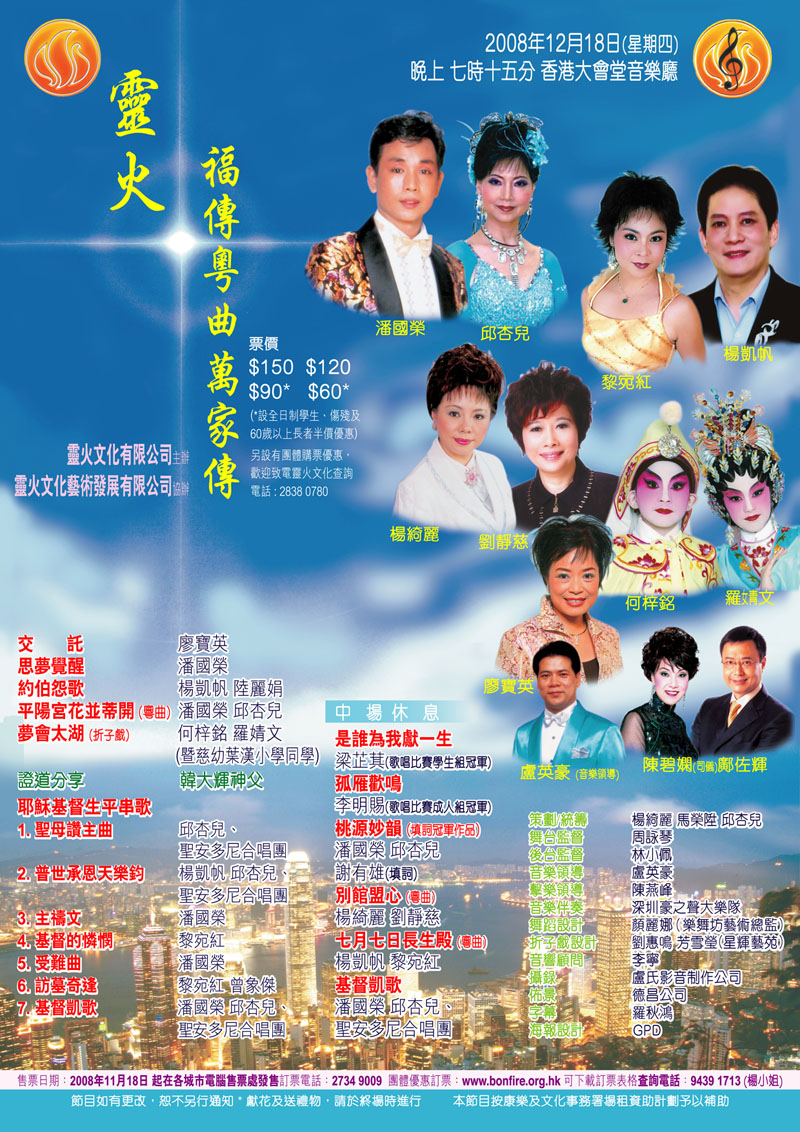 2008年12月18日(星期四)
晚上 七時十五分 香港大會堂音樂廳
靈火
福傳粵曲萬家傳
潘國榮
邱杏兒
黎宛紅
楊凱帆
票價
$150 $120
$90* $60*
(*設全日制學生、傷殘及
60歲以上長者半價優惠)
另設有團體購票優惠，
歡迎致電靈火文化查詢
電話 : 2838 0780
靈火文化有限公司主辦
靈火文化藝術發展有限公司協辦
楊綺麗
劉靜慈
何梓銘
羅婧文
廖寶英
盧英豪 (音樂領導)
陳碧嫻(司儀)鄺佐輝
交託 廖寶英
思夢覺醒 潘國榮
約伯怨歌 楊凱帆 陸麗娟
平陽宮花並蒂開 (粵曲) 潘國榮 邱杏兒
夢會太湖 (折子戲) 何梓銘 羅婧文
(暨慈幼葉漢小學同學)
證道分享 韓大輝神父
耶穌基督生平串歌
1. 聖母讚主曲 邱杏兒、
聖安多尼合唱團
2. 普世承恩天樂鈞 楊凱帆 邱杏兒、
聖安多尼合唱團
3. 主禱文 潘國榮
4. 基督的憐憫 黎宛紅
5. 受難曲 潘國榮
6. 訪墓奇逢 黎宛紅 曾象傑
7. 基督凱歌 潘國榮 邱杏兒、
聖安多尼合唱團
中場休息
是誰為我獻一生
梁芷萁(歌唱比賽學生組冠軍)
孤雁歡鳴
李明賜(歌唱比賽成人組冠軍)
桃源妙韻 (填詞冠軍作品)
潘國榮 邱杏兒
謝有雄(填詞)
別館盟心 (粵曲)
楊綺麗 劉靜慈
七月七日長生殿 (粵曲)
楊凱帆 黎宛紅
基督凱歌
潘國榮 邱杏兒、
聖安多尼合唱團
策劃/統籌 楊綺麗 馬榮陞 邱杏兒
舞台監督 周詠琴
後台監督 林小佩
音樂領導 盧英豪
擊樂領導 陳燕峰
音樂伴奏 深圳豪之聲大樂隊
舞蹈設計 顏麗娜 (樂舞坊藝術總監)
折子戲設計 劉惠鳴 芳雪瑩(星輝藝苑)
音響顧問 李寧
攝錄 盧氏影音制作公司
佈景 德昌公司
字幕 羅秋鴻
海報設計 GPD
售票日期：2008年11月18日 起在各城市電腦售票處發售 訂票電話：2734 9009 團體優惠訂票：www.bonfire.org.hk 可下載訂票表格 查詢電話：9439 1713 (楊小姐)
節目如有更改，恕不另行通知 * 獻花及送禮物，請於終場時進行 本節目按康樂及文化事務署場租資助計劃予以補助